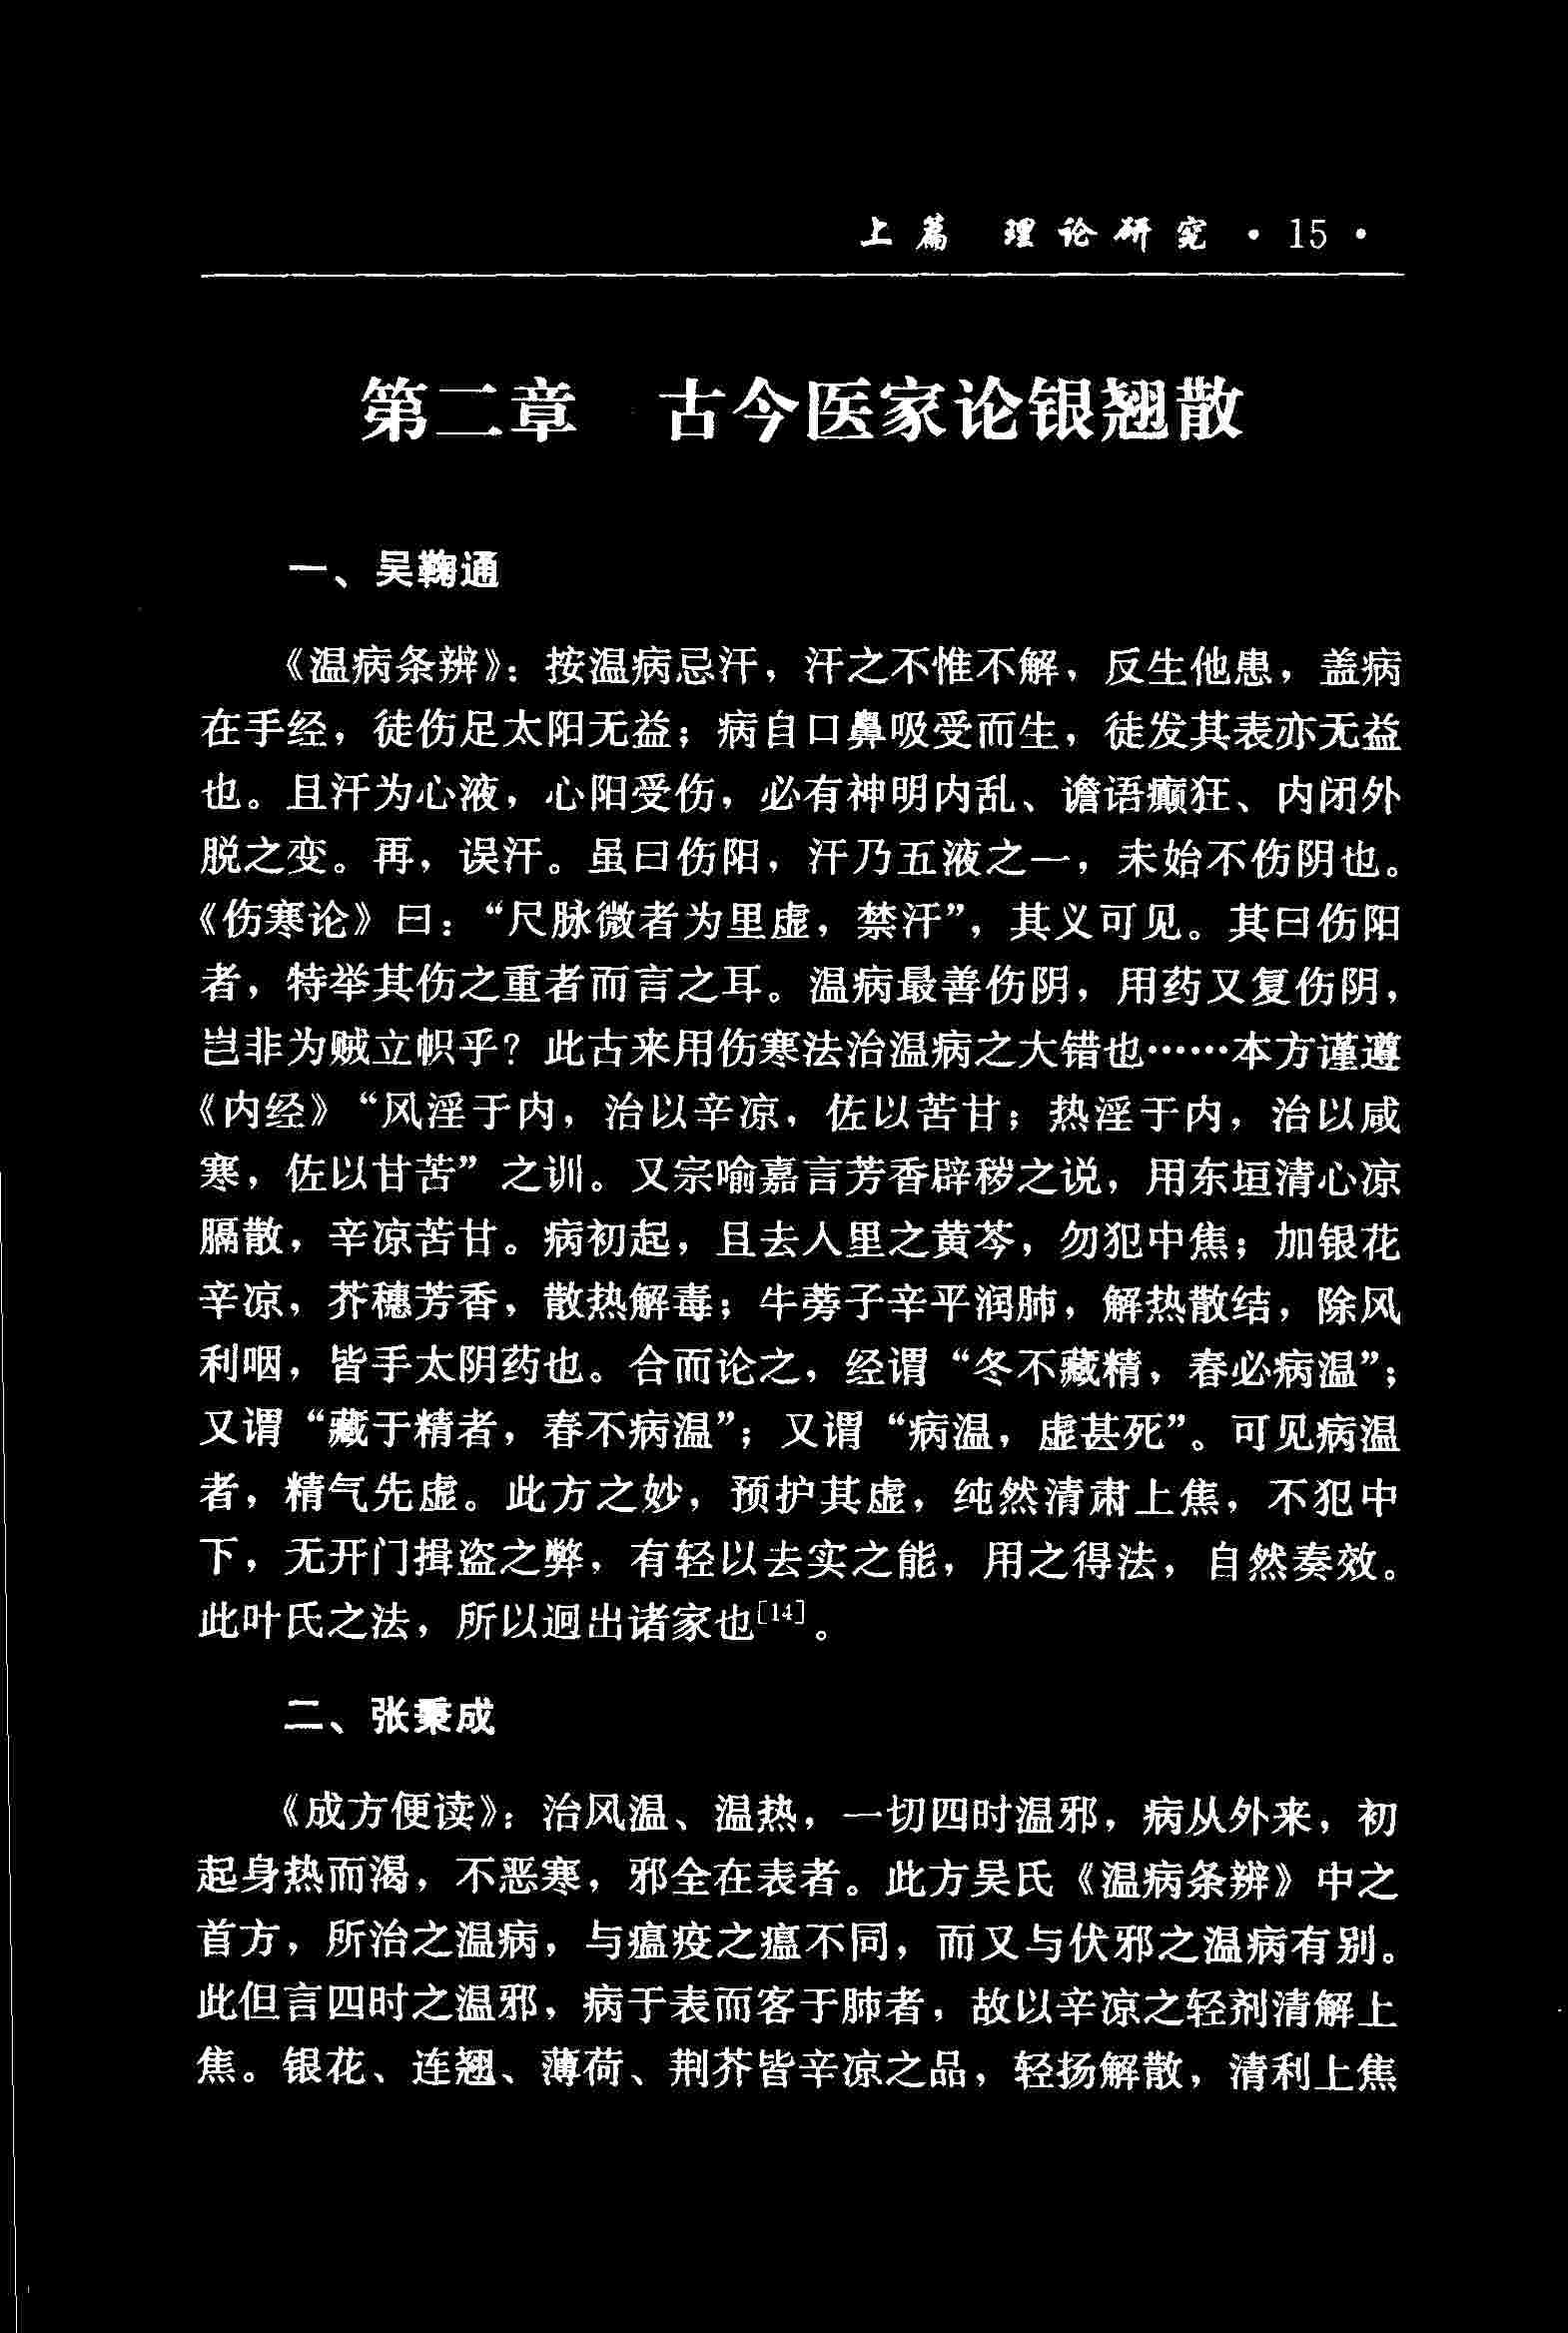 上篇 理论研究 · 15 ·
第二章 古今医家论银翘散
一、吴鞠通
《温病条辨》：按温病忌汗，汗之不惟不解，反生他患，盖病
在手经，徒伤足太阳无益；病自口鼻吸受而生，徒发其表亦无益
也。且汗为心液，心阳受伤，必有神明内乱、谵语癫狂、内闭外
脱之变。再，误汗。虽曰伤阳，汗乃五液之一，未始不伤阴也。
《伤寒论》曰：“尺脉微者为里虚，禁汗”，其义可见。其曰伤阳
者，特举其伤之重者而言之耳。温病最善伤阴，用药又复伤阴，
岂非为贼立帜乎？此古来用伤寒法治温病之大错也……本方谨遵
《内经》“风淫于内，治以辛凉，佐以苦甘；热淫于内，治以咸
寒，佐以甘苦”之训。又宗喻嘉言芳香辟秽之说，用东垣清心凉
膈散，辛凉苦甘。病初起，且去人里之黄芩，勿犯中焦；加银花
辛凉，芥穗芳香，散热解毒；牛蒡子辛平润肺，解热散结，除风
利咽，皆手太阴药也。合而论之，经谓“冬不藏精，春必病温”；
又谓“藏于精者，春不病温”；又谓“病温，虚甚死”。可见病温
者，精气先虚。此方之妙，预护其虚，纯然清肃上焦，不犯中
下，无开门揖盗之弊，有轻以去实之能，用之得法，自然奏效。
此叶氏之法，所以迥出诸家也[14]。
二、张秉成
《成方便读》：治风温、温热，一切四时温邪，病从外来，初
起身热而渴，不恶寒，邪全在表者。此方吴氏《温病条辨》中之
首方，所治之温病，与瘟疫之瘟不同，而又与伏邪之温病有别。
此但言四时之温邪，病于表而客于肺者，故以辛凉之轻剂清解上
焦。银花、连翘、薄荷、荆芥皆辛凉之品，轻扬解散，清利上焦